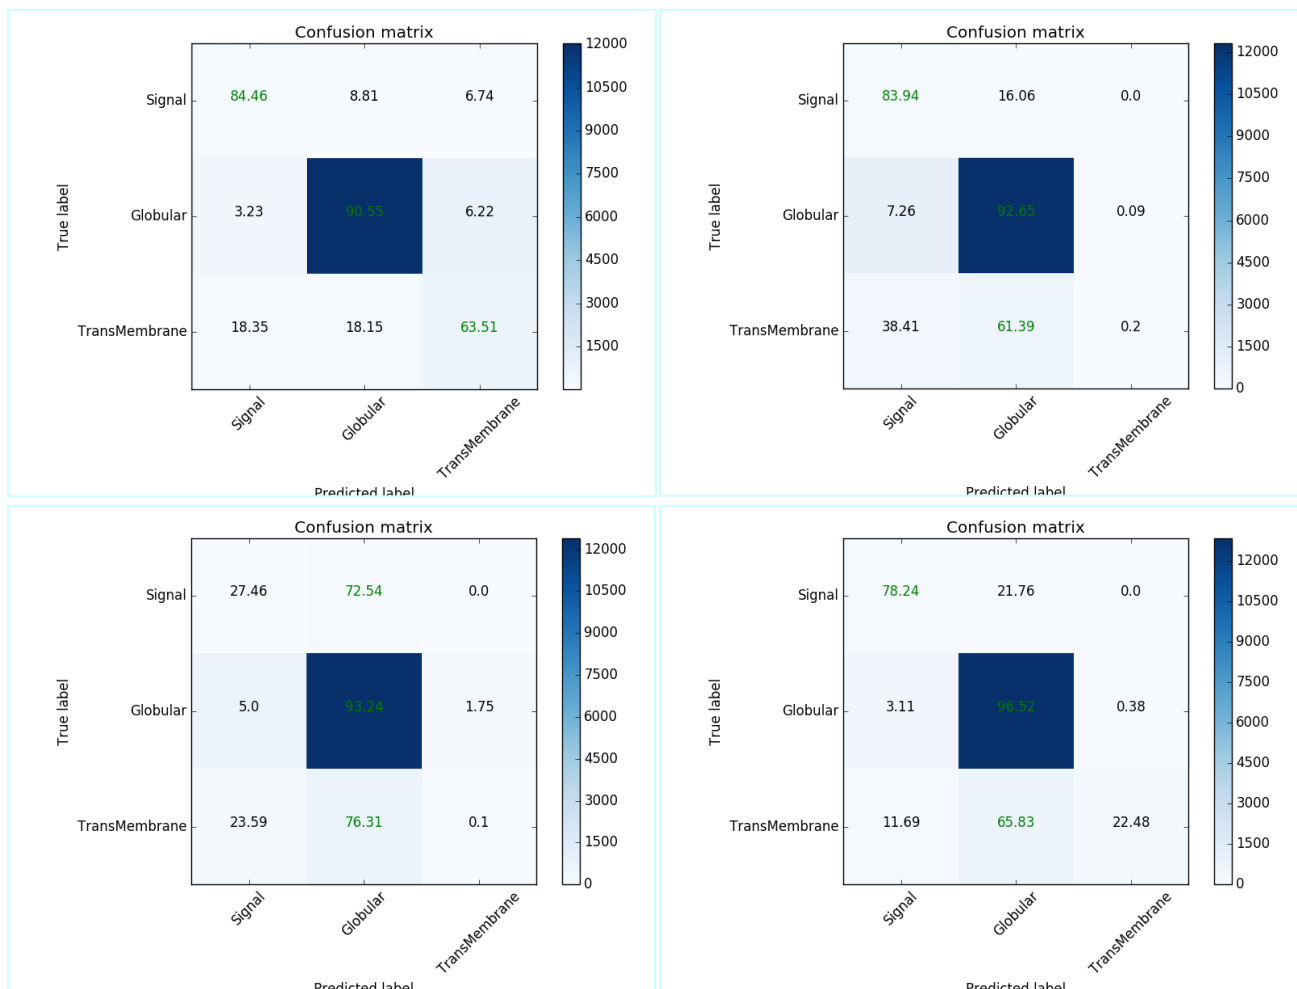 Confusion matrix
12000
10500
9000
7500
6000
4500
3000
1500
True label
Signal
84.46 8.81 6.74
Globular
3.23 90.55 6.22
TransMembrane
18.35 18.15 63.51
Signal
Globular
TransMembrane
Predicted label
Confusion matrix
12000
10500
9000
7500
6000
4500
3000
1500
0
True label
Signal
83.94 16.06 0.0
Globular
7.26 92.65 0.09
TransMembrane
38.41 61.39 0.2
Signal
Globular
TransMembrane
Predicted label
Confusion matrix
12000
10500
9000
7500
6000
4500
3000
1500
0
True label
Signal
27.46 72.54 0.0
Globular
5.0 93.24 1.75
TransMembrane
23.59 76.31 0.1
Signal
Globular
TransMembrane
Predicted label
Confusion matrix
12000
10500
9000
7500
6000
4500
3000
1500
0
True label
Signal
78.24 21.76 0.0
Globular
3.11 96.52 0.38
TransMembrane
11.69 65.83 22.48
Signal
Globular
TransMembrane
Predicted label